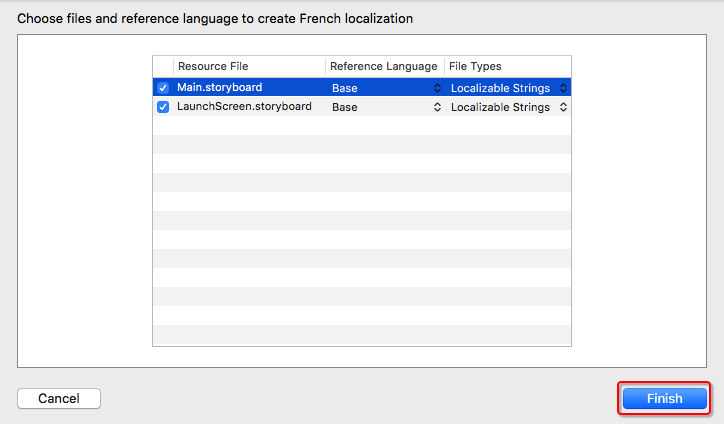 Choose files and reference language to create French localization
Resource File Reference Language File Types
Main.storyboard Base Localizable Strings
LaunchScreen.storyboard Base Localizable Strings
Cancel Finish